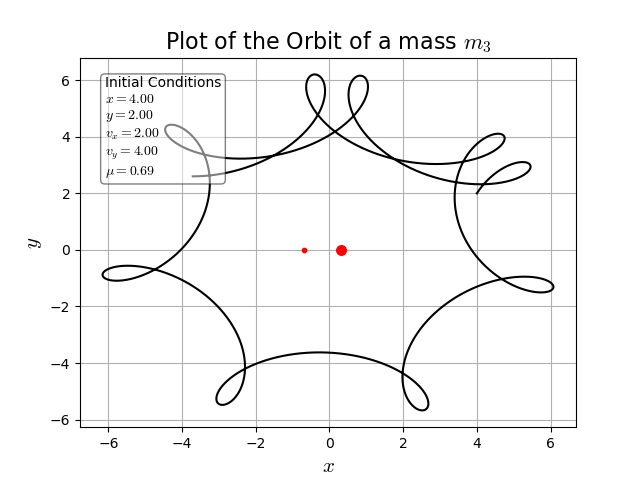 Plot of the Orbit of a mass m₃
Initial Conditions
x = 4.00
y = 2.00
vₓ = 2.00
v_y = 4.00
μ = 0.69
6
4
2
0
−2
−4
−6
y
−6 −4 −2 0 2 4 6
x